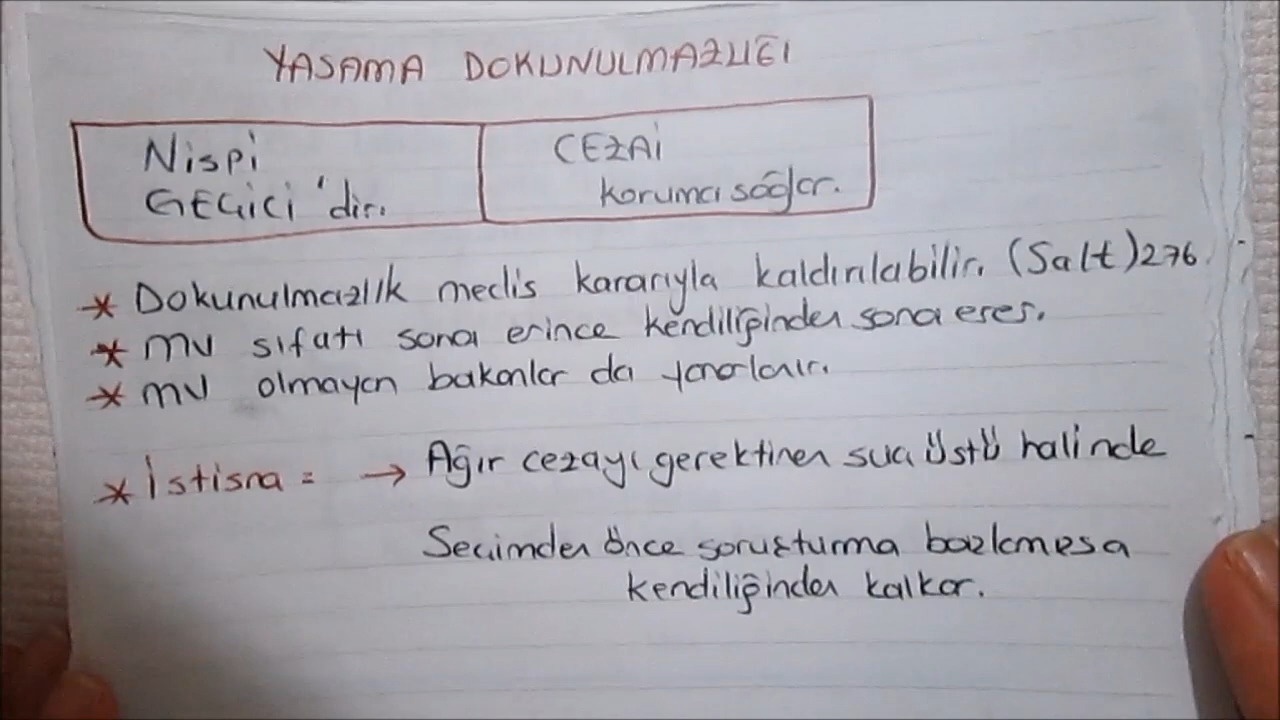 YASAMA DOKUNULMAZLIĞI
Nispi
GEÇİCİ'dir.
CEZAİ
koruma sağlar.
* Dokunulmazlık meclis kararıyla kaldırılabilir. (Salt) 276
* mv sıfatı sona erince kendiliğinden sona erer.
* mv olmayan bakanlar da yararlanır.
* İstisna = → Ağır cezayı gerektiren suç üstü halinde
Seçimden önce soruşturma başlamışsa
kendiliğinden kalkar.